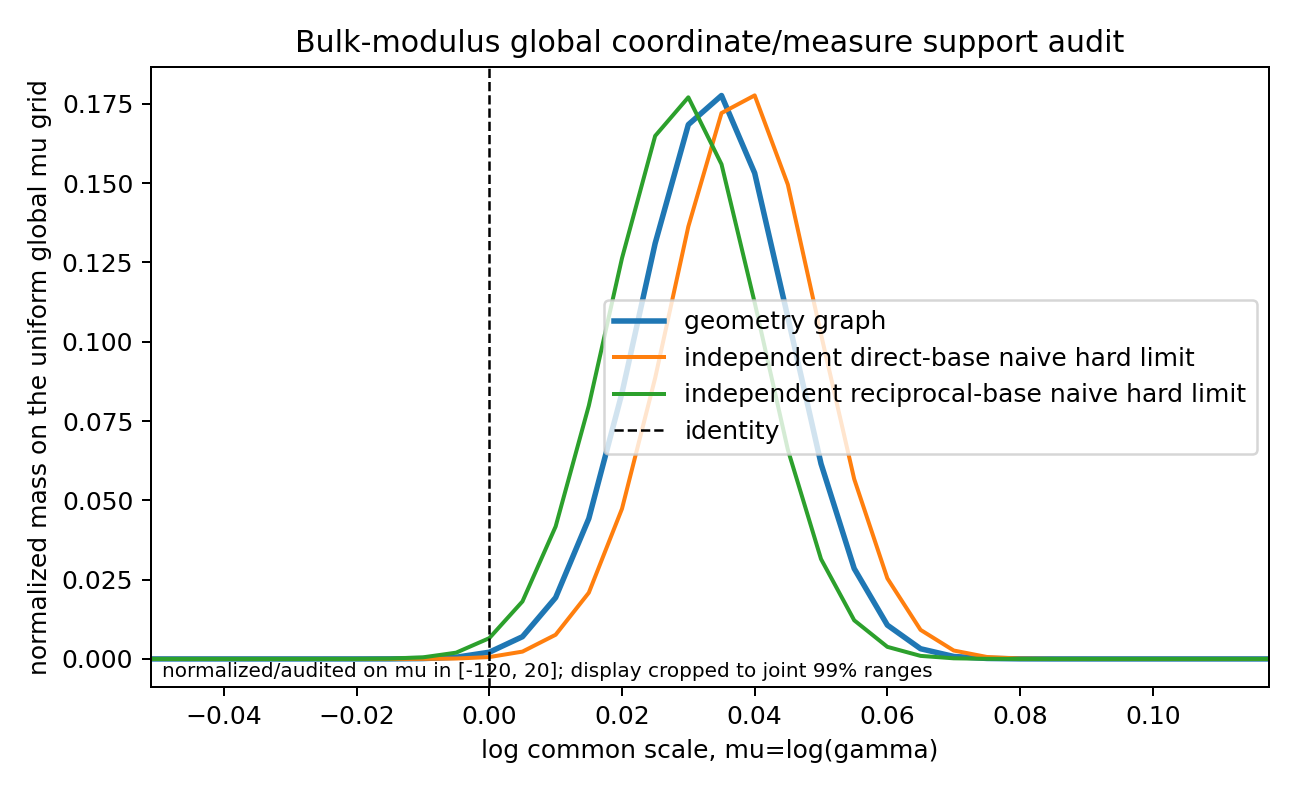 Bulk-modulus global coordinate/measure support audit
normalized mass on the uniform global mu grid
0.175
0.150
0.125
0.100
0.075
0.050
0.025
0.000
geometry graph
independent direct-base naive hard limit
independent reciprocal-base naive hard limit
identity
normalized/audited on mu in [-120, 20]; display cropped to joint 99% ranges
−0.04 −0.02 0.00 0.02 0.04 0.06 0.08 0.10
log common scale, mu=log(gamma)